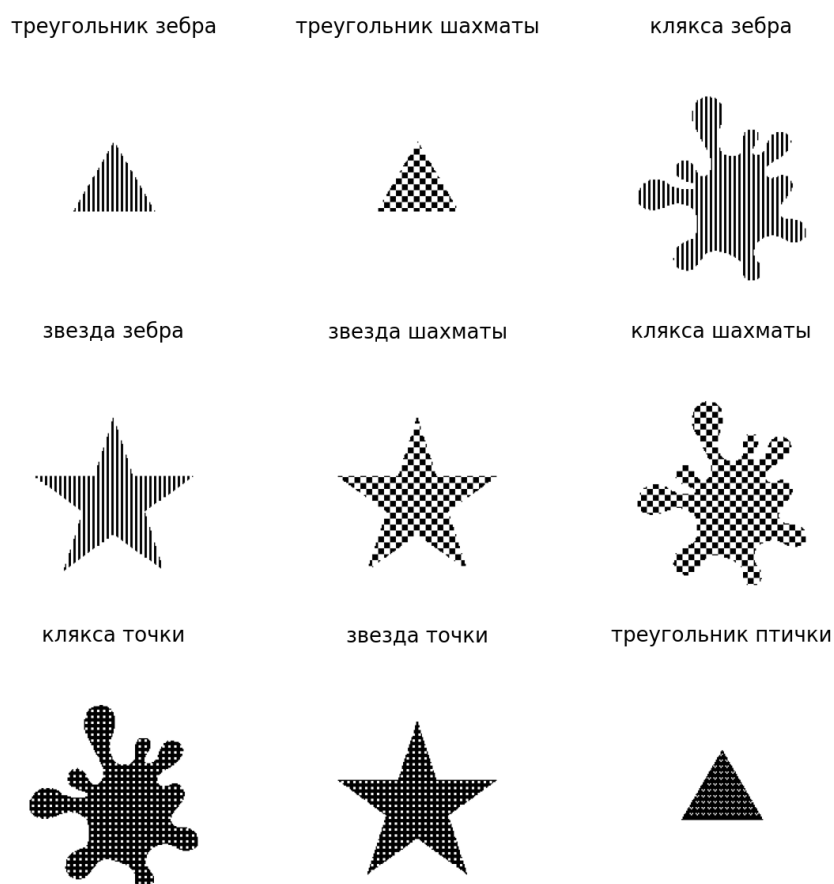 треугольник зебра
треугольник шахматы
клякса зебра
звезда зебра
звезда шахматы
клякса шахматы
клякса точки
звезда точки
треугольник птички